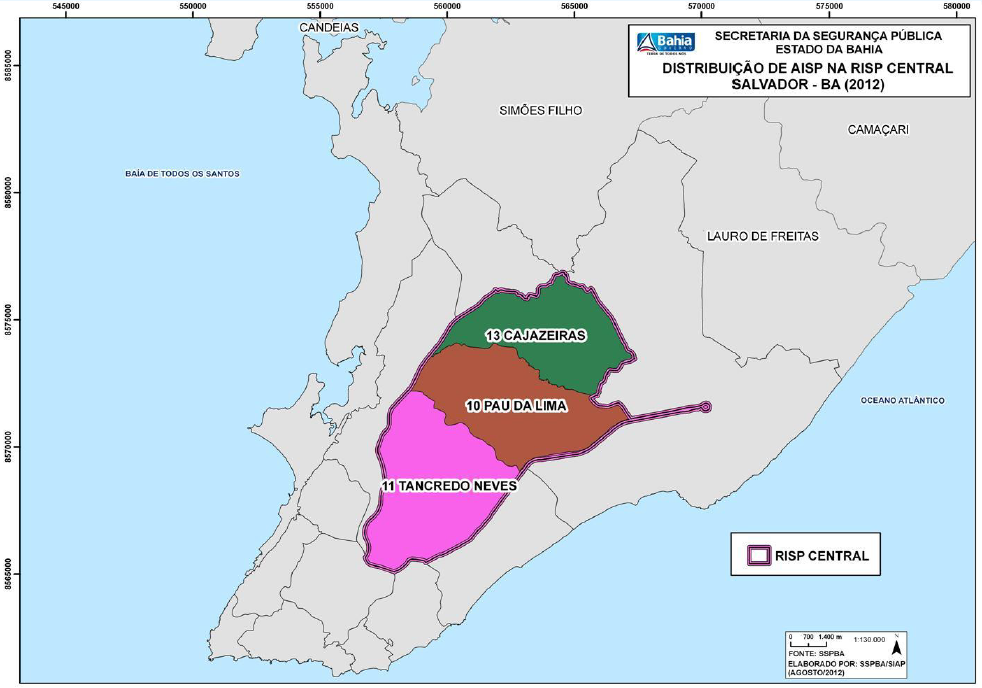 545000 550000 555000 560000 565000 570000 575000 580000
CANDEIAS
Bahia
SECRETARIA DA SEGURANÇA PÚBLICA
ESTADO DA BAHIA
DISTRIBUIÇÃO DE AISP NA RISP CENTRAL
SALVADOR - BA (2012)
8585000
SIMÕES FILHO
CAMAÇARI
BAÍA DE TODOS OS SANTOS
8580000
LAURO DE FREITAS
8575000
13 CAJAZEIRAS
OCEANO ATLÂNTICO
10 PAU DA LIMA
8570000
11 TANCREDO NEVES
RISP CENTRAL
8565000
0 700 1.400 m
1:130.000
N
FONTE: SSPBA
ELABORADO POR: SSPBA/SIAP
(AGOSTO/2012)